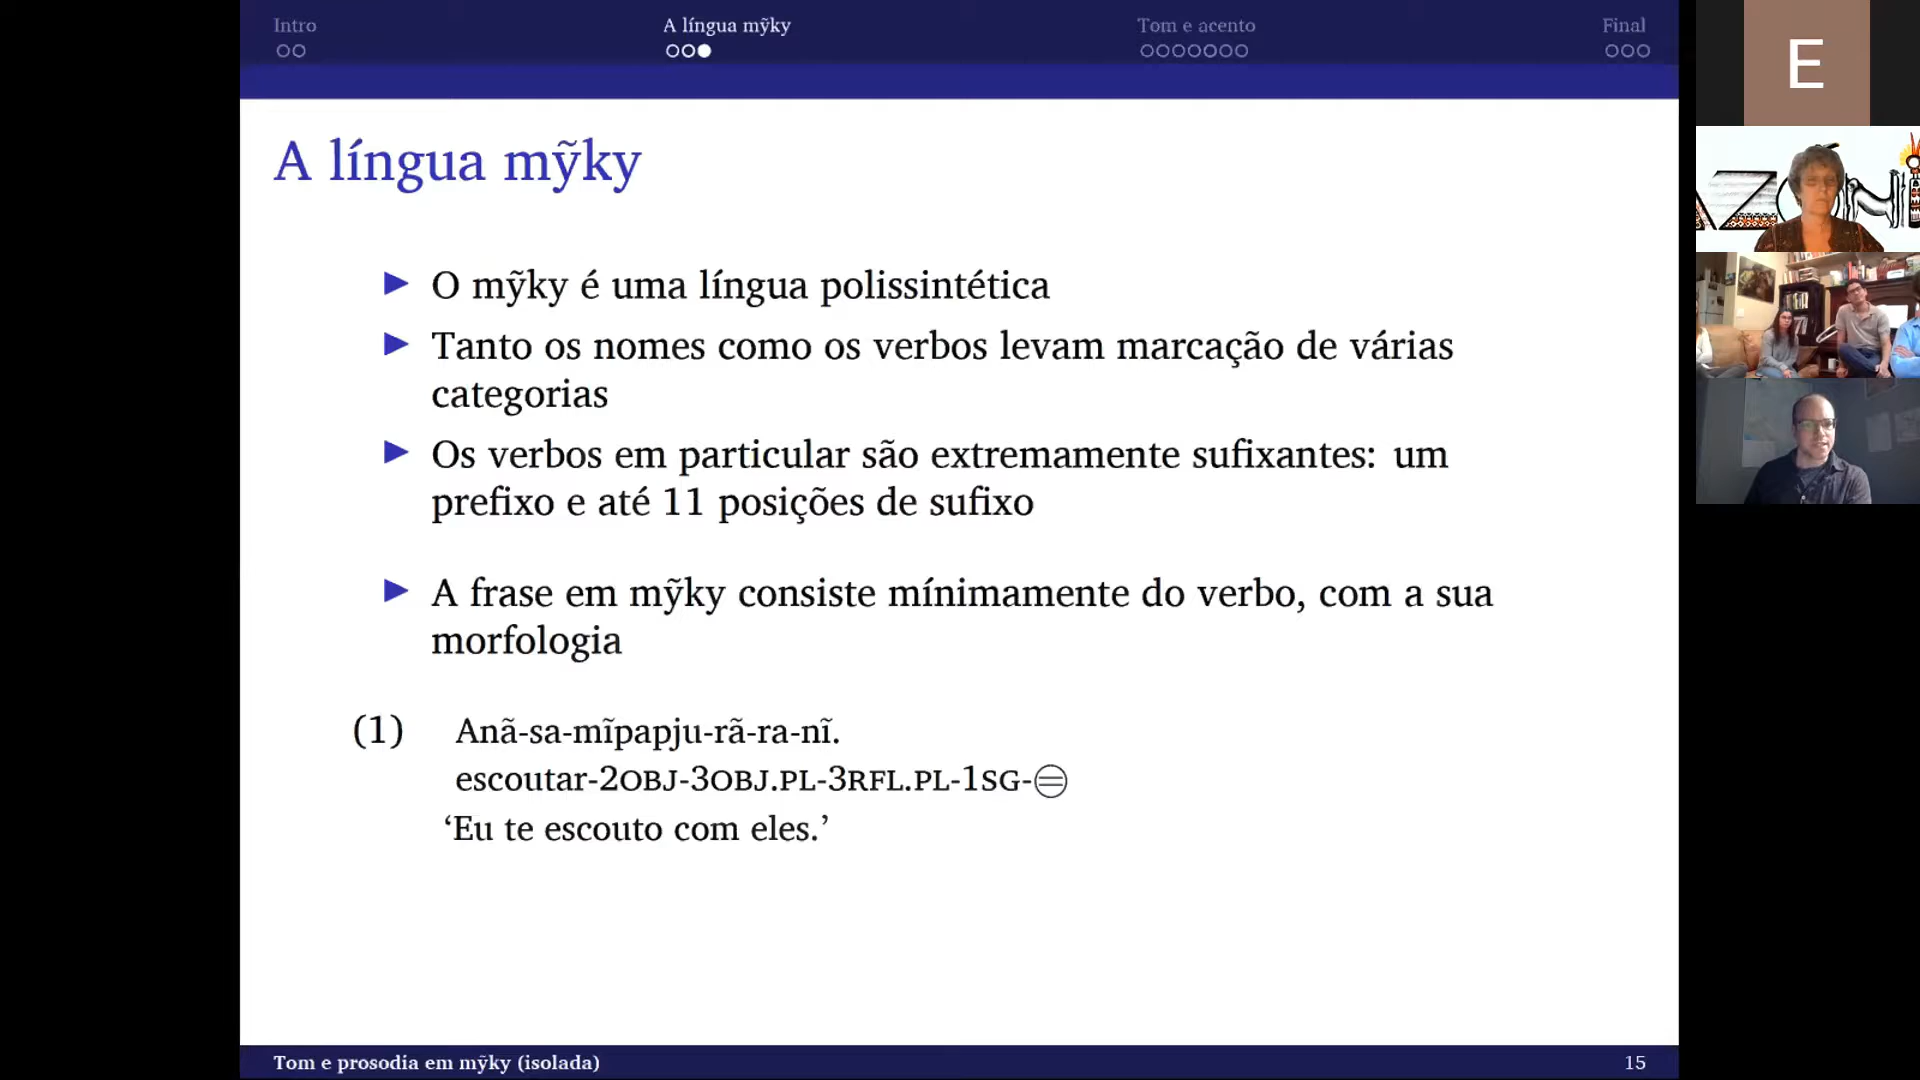 Intro
A língua mỹky
Tom e acento
Final
A língua mỹky
O mỹky é uma língua polissintética
Tanto os nomes como os verbos levam marcação de várias
categorias
Os verbos em particular são extremamente sufixantes: um
prefixo e até 11 posições de sufixo
A frase em mỹky consiste mínimamente do verbo, com a sua
morfologia
(1) Anã-sa-mĩpapju-rã-ra-nĩ.
escoutar-2OBJ-3OBJ.PL-3RFL.PL-1SG-⊜
‘Eu te escouto com eles.’
Tom e prosodia em mỹky (isolada)
15
E